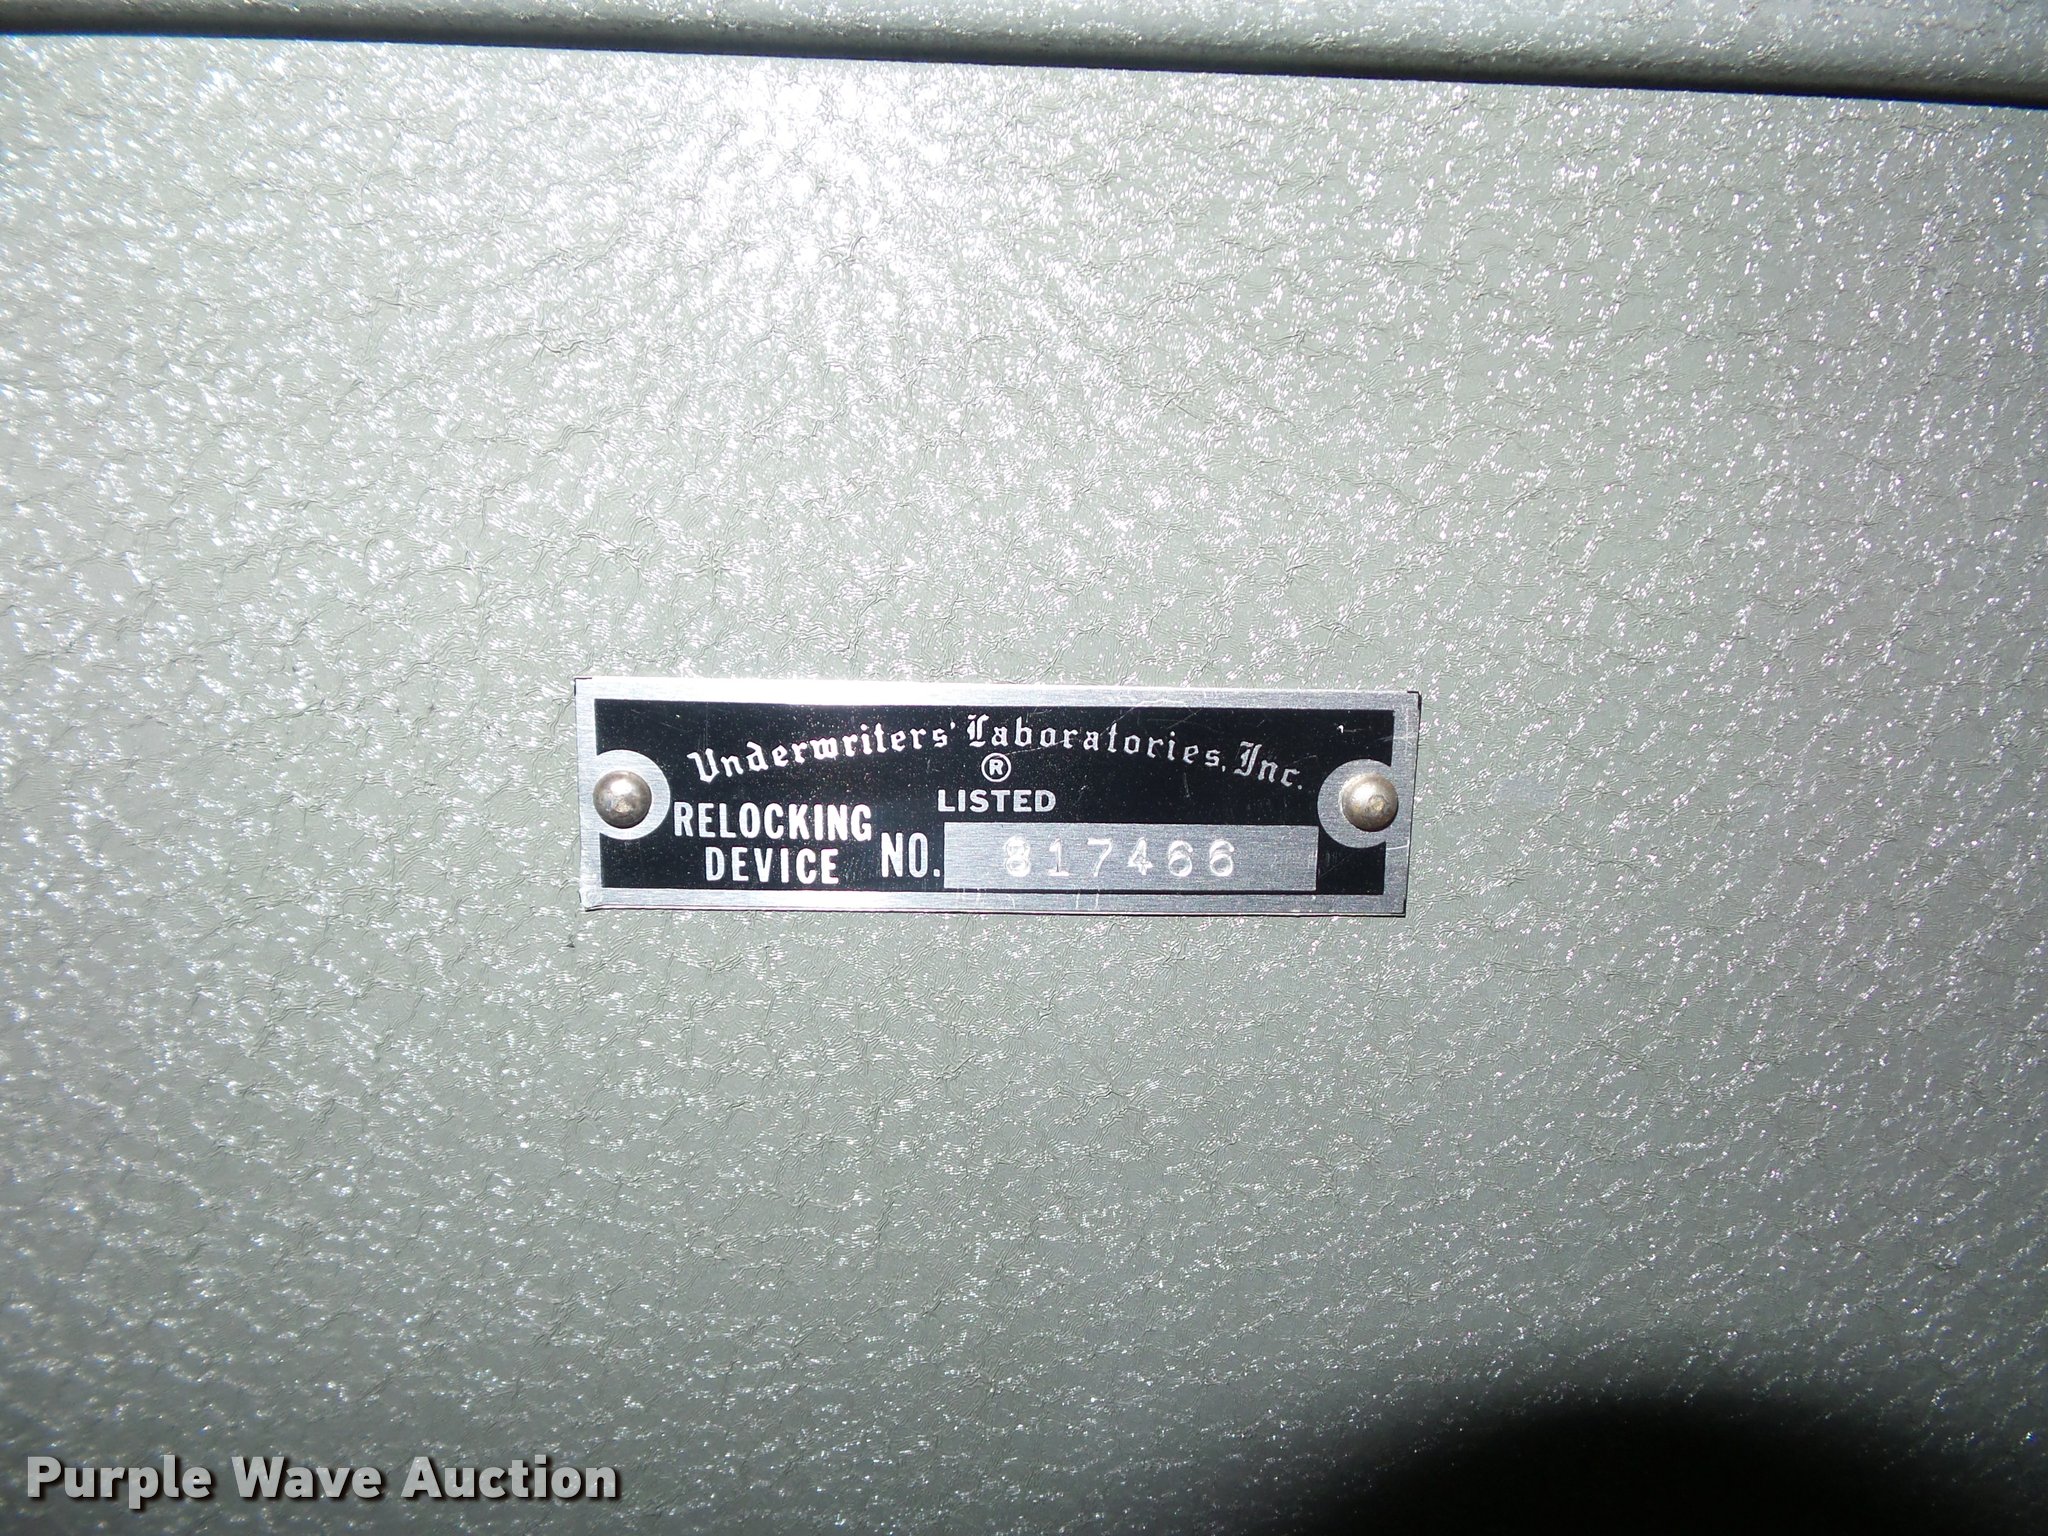 Underwriters' Laboratories, Inc.
®
LISTED
RELOCKING
DEVICE NO. 817466
Purple Wave Auction